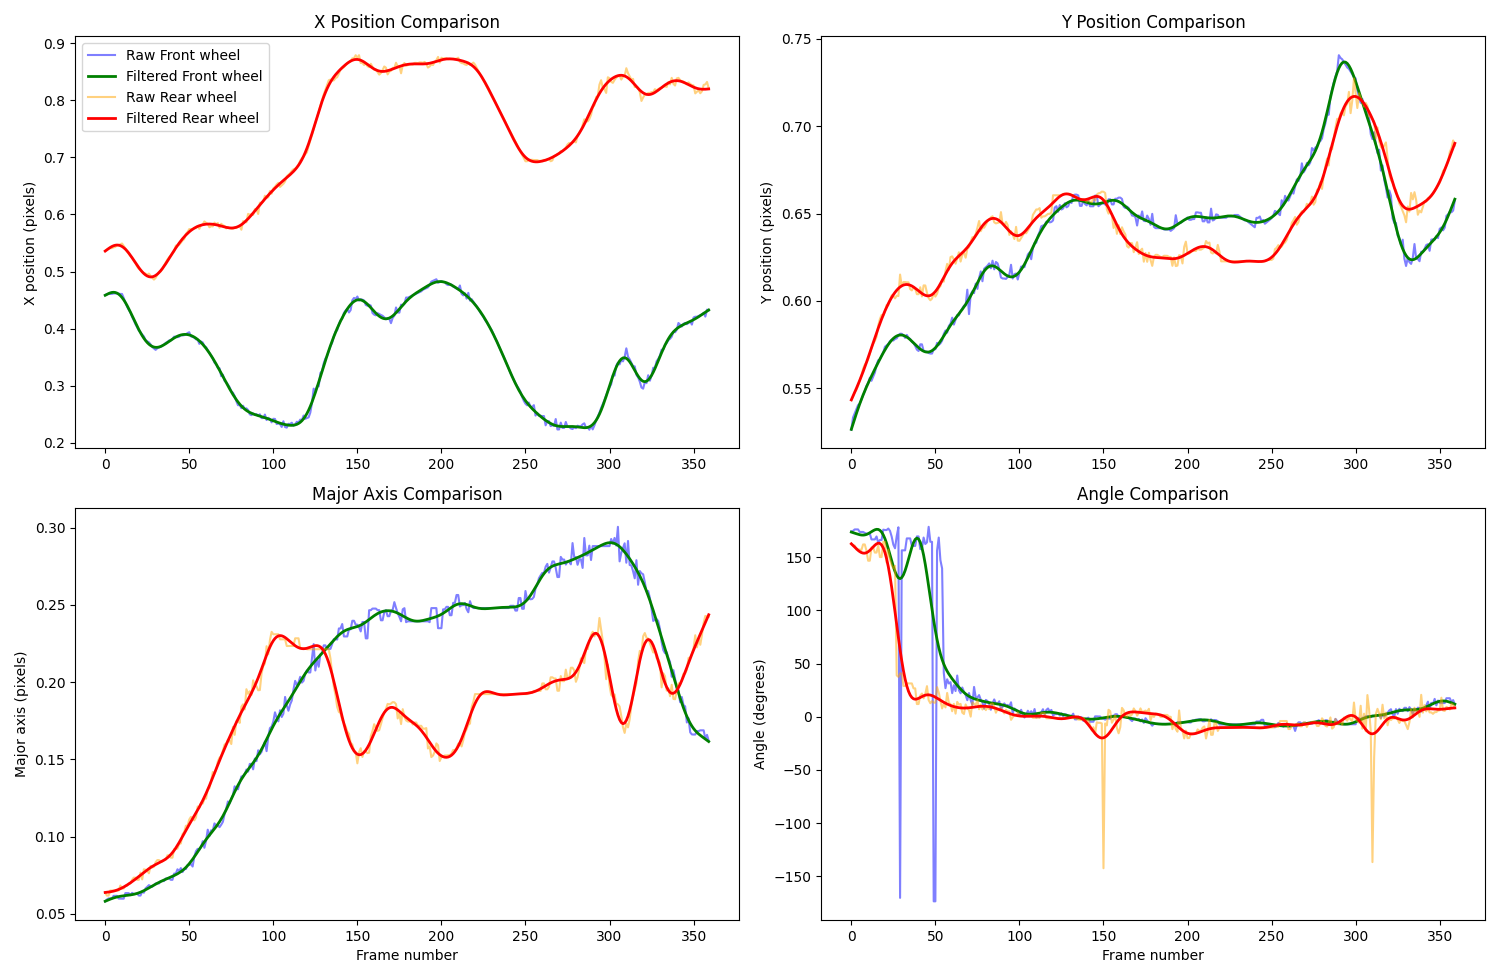 X Position Comparison
X position (pixels)
0.9
0.8
0.7
0.6
0.5
0.4
0.3
0.2
Raw Front wheel
Filtered Front wheel
Raw Rear wheel
Filtered Rear wheel
0 50 100 150 200 250 300 350
Y Position Comparison
Y position (pixels)
0.75
0.70
0.65
0.60
0.55
0 50 100 150 200 250 300 350
Major Axis Comparison
Major axis (pixels)
0.30
0.25
0.20
0.15
0.10
0.05
0 50 100 150 200 250 300 350
Frame number
Angle Comparison
Angle (degrees)
150
100
50
0
−50
−100
−150
0 50 100 150 200 250 300 350
Frame number